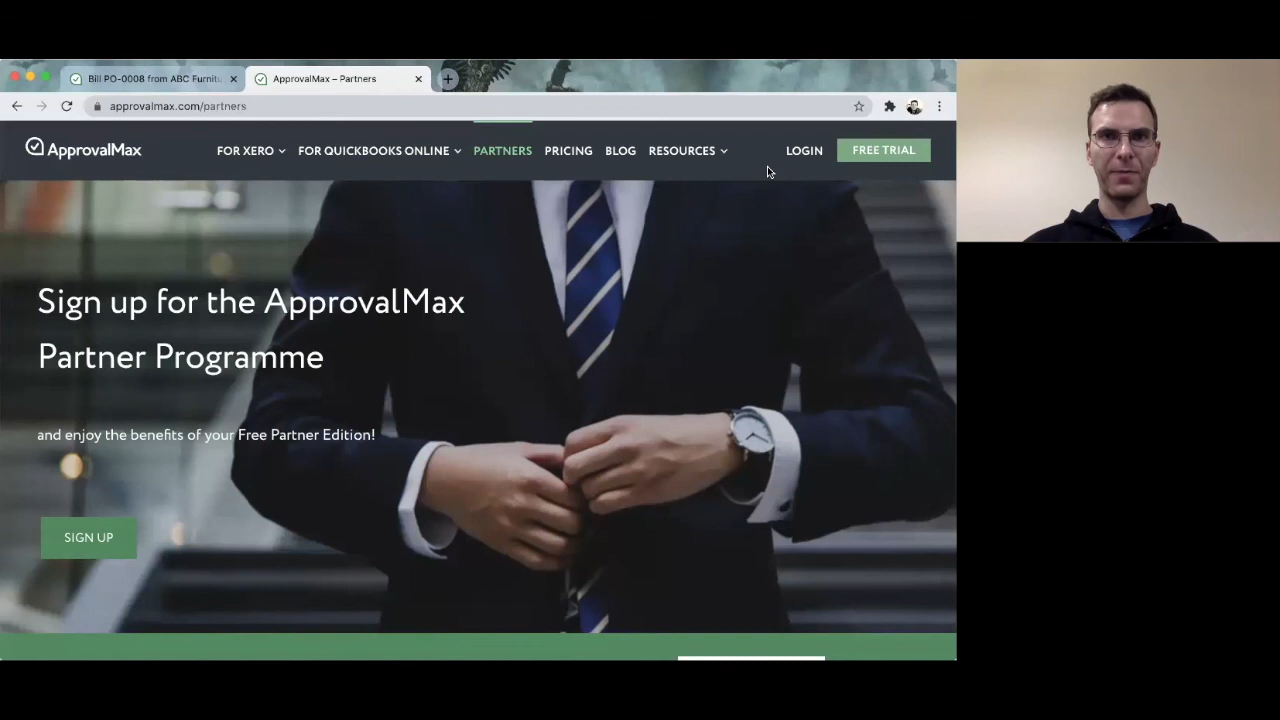 Bill PO-0008 from ABC Furnitu
ApprovalMax – Partners
approvalmax.com/partners
ApprovalMax
FOR XERO
FOR QUICKBOOKS ONLINE
PARTNERS
PRICING
BLOG
RESOURCES
LOGIN
FREE TRIAL
Sign up for the ApprovalMax
Partner Programme
and enjoy the benefits of your Free Partner Edition!
SIGN UP